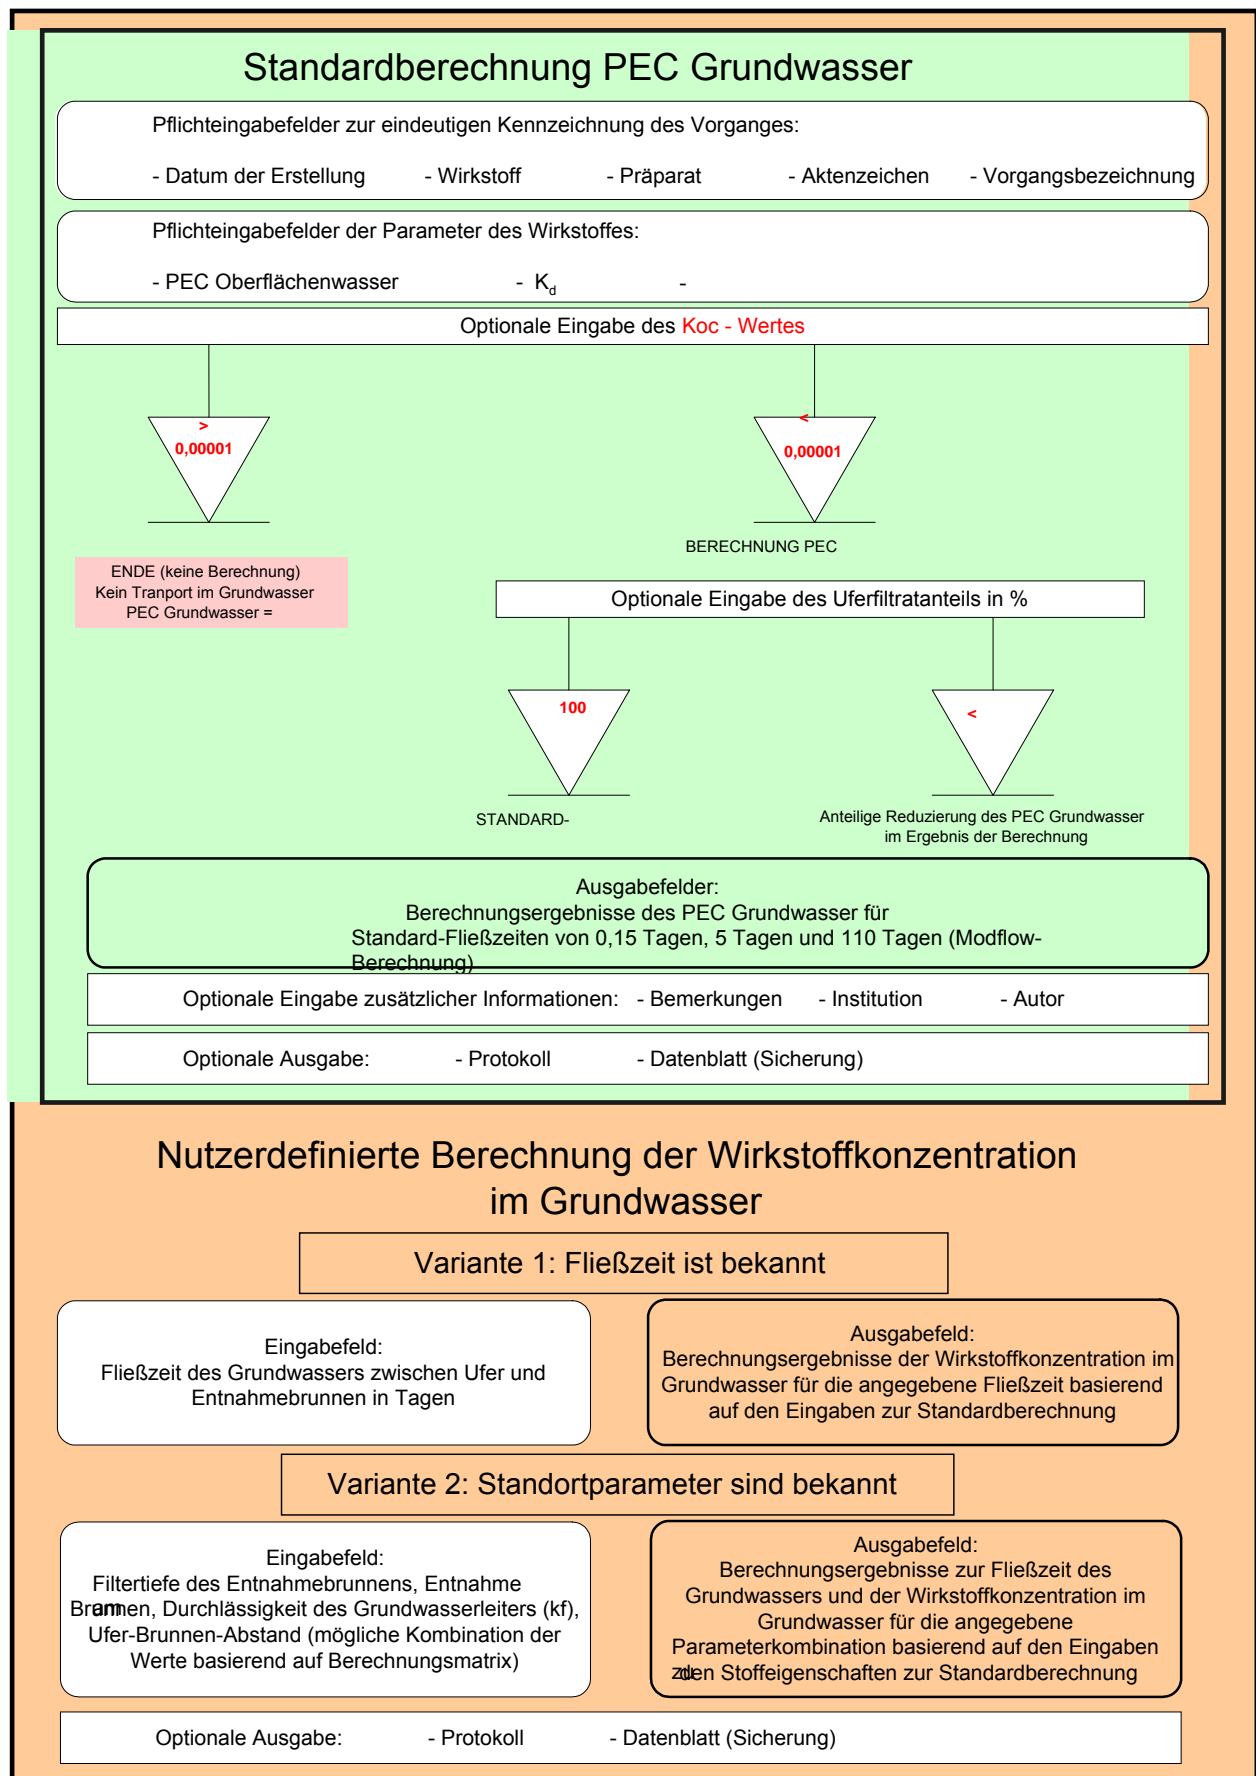 Standardberechnung PEC Grundwasser
Pflichteingabefelder zur eindeutigen Kennzeichnung des Vorganges:
- Datum der Erstellung - Wirkstoff - Präparat - Aktenzeichen - Vorgangsbezeichnung
Pflichteingabefelder der Parameter des Wirkstoffes:
- PEC Oberflächenwasser - Kd -
Optionale Eingabe des Koc - Wertes
>
0,00001
<
0,00001
BERECHNUNG PEC
ENDE (keine Berechnung)
Kein Tranport im Grundwasser
PEC Grundwasser =
Optionale Eingabe des Uferfiltratanteils in %
100
<
STANDARD-
Anteilige Reduzierung des PEC Grundwasser
im Ergebnis der Berechnung
Ausgabefelder:
Berechnungsergebnisse des PEC Grundwasser für
Standard-Fließzeiten von 0,15 Tagen, 5 Tagen und 110 Tagen (Modflow-
Berechnung)
Optionale Eingabe zusätzlicher Informationen: - Bemerkungen - Institution - Autor
Optionale Ausgabe: - Protokoll - Datenblatt (Sicherung)
Nutzerdefinierte Berechnung der Wirkstoffkonzentration
im Grundwasser
Variante 1: Fließzeit ist bekannt
Eingabefeld:
Fließzeit des Grundwassers zwischen Ufer und
Entnahmebrunnen in Tagen
Ausgabefeld:
Berechnungsergebnisse der Wirkstoffkonzentration im
Grundwasser für die angegebene Fließzeit basierend
auf den Eingaben zur Standardberechnung
Variante 2: Standortparameter sind bekannt
Eingabefeld:
Filtertiefe des Entnahmebrunnens, Entnahme
am
Brunnen, Durchlässigkeit des Grundwasserleiters (kf),
Ufer-Brunnen-Abstand (mögliche Kombination der
Werte basierend auf Berechnungsmatrix)
Ausgabefeld:
Berechnungsergebnisse zur Fließzeit des
Grundwassers und der Wirkstoffkonzentration im
Grundwasser für die angegebene
Parameterkombination basierend auf den Eingaben
zu
den Stoffeigenschaften zur Standardberechnung
Optionale Ausgabe: - Protokoll - Datenblatt (Sicherung)